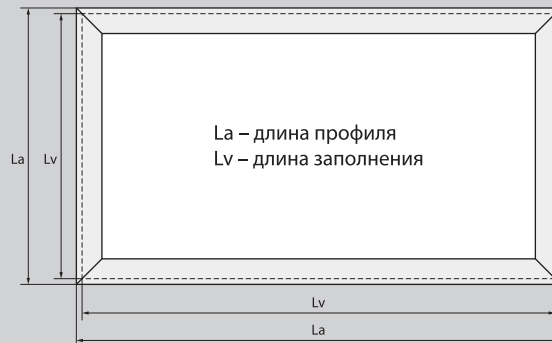 La – длина профиля
Lv – длина заполнения
La
Lv
Lv
La